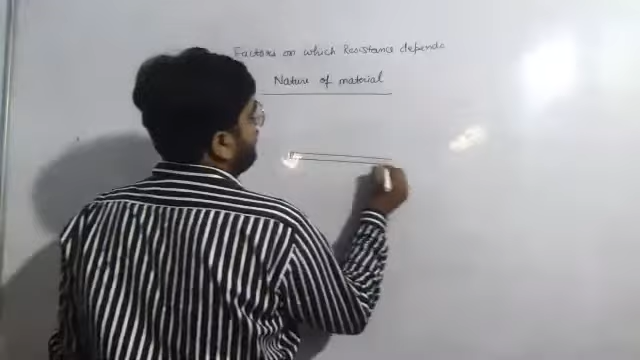 Factors on which Resistance depends
Nature of material